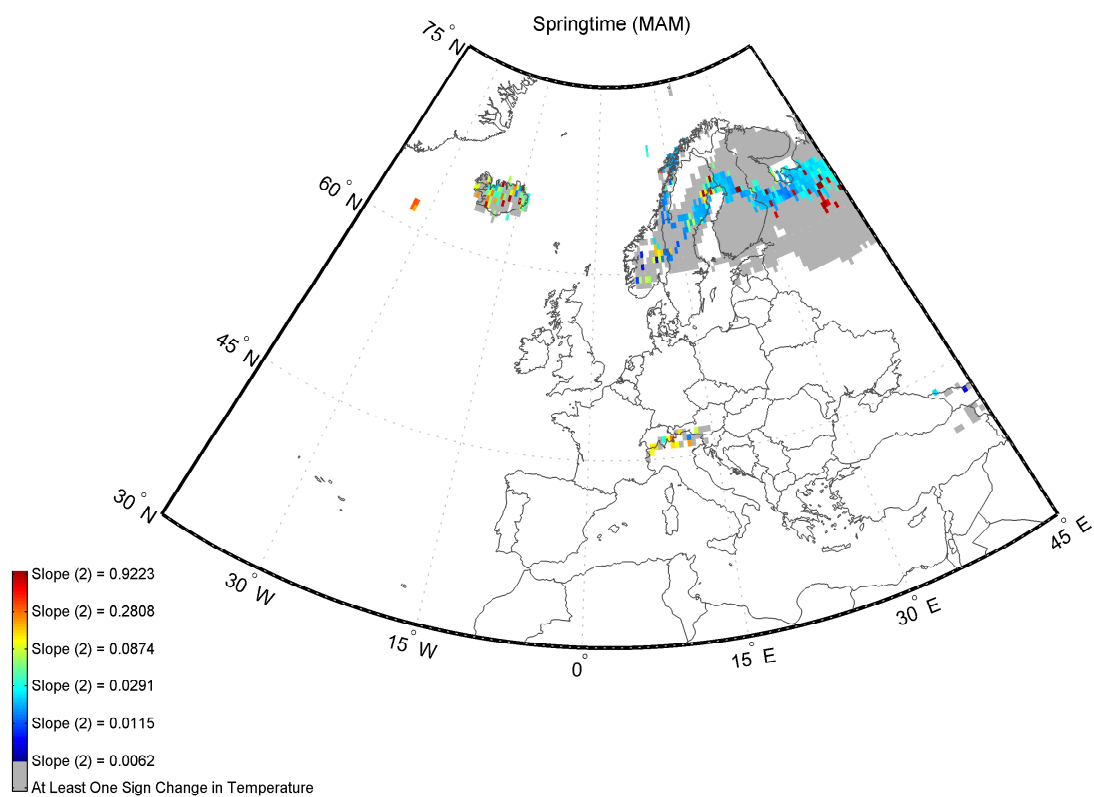 Springtime (MAM)
75° N
60° N
45° N
30° N
30° W
15° W
0°
15° E
30° E
45° E
Slope (2) = 0.9223
Slope (2) = 0.2808
Slope (2) = 0.0874
Slope (2) = 0.0291
Slope (2) = 0.0115
Slope (2) = 0.0062
At Least One Sign Change in Temperature